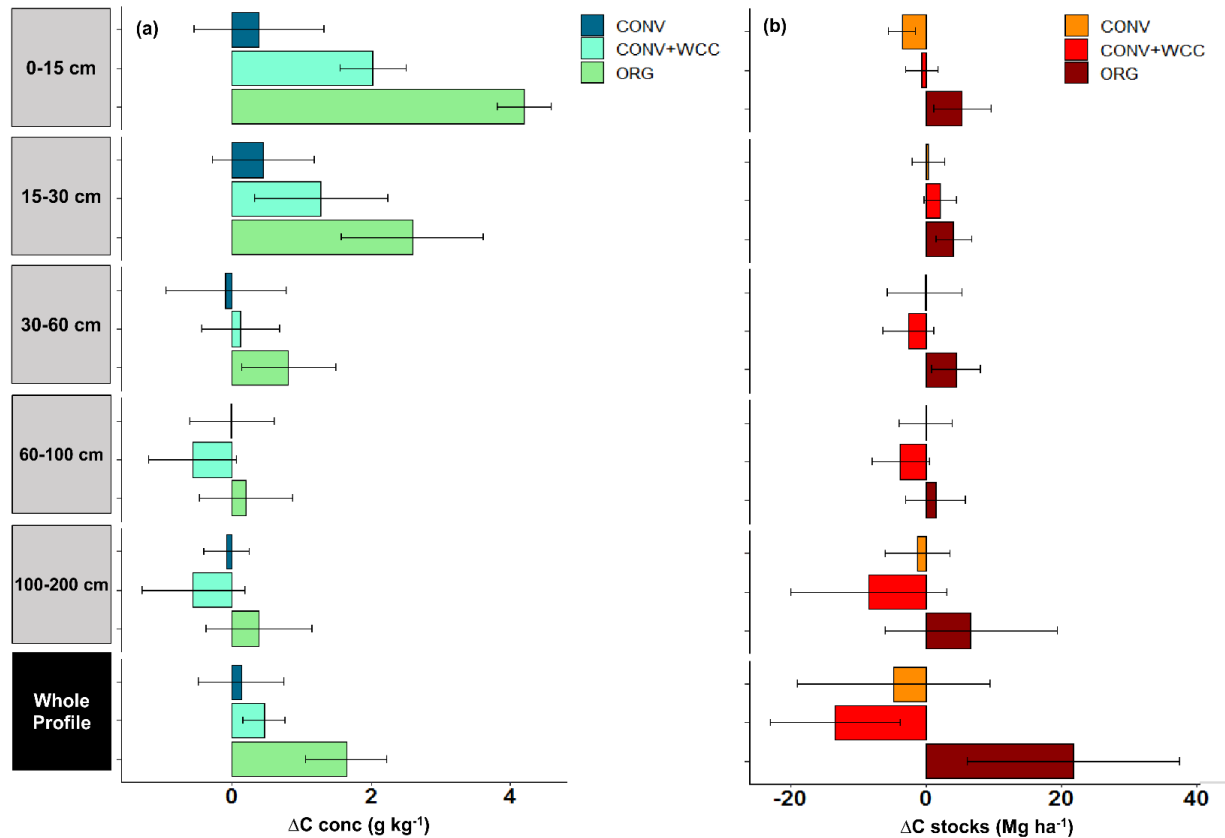 (a)
CONV
CONV+WCC
ORG
(b)
CONV
CONV+WCC
ORG
0-15 cm
15-30 cm
30-60 cm
60-100 cm
100-200 cm
Whole
Profile
0
2
4
ΔC conc (g kg⁻¹)
-20
0
20
40
ΔC stocks (Mg ha⁻¹)